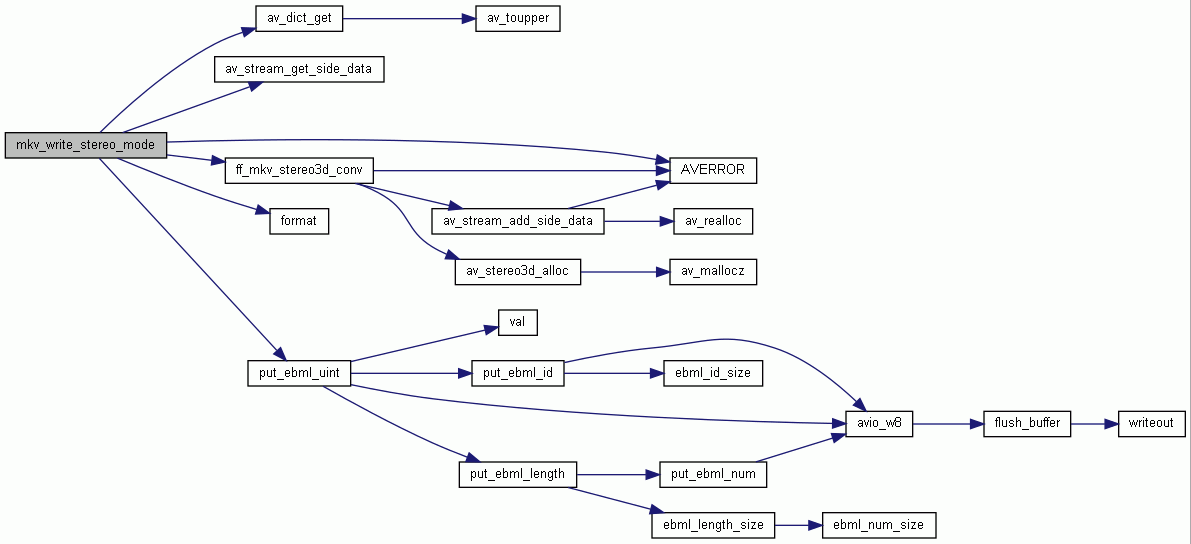 av_dict_get
av_toupper
av_stream_get_side_data
mkv_write_stereo_mode
ff_mkv_stereo3d_conv
AVERROR
format
av_stream_add_side_data
av_realloc
av_stereo3d_alloc
av_mallocz
val
put_ebml_uint
put_ebml_id
ebml_id_size
avio_w8
flush_buffer
writeout
put_ebml_length
put_ebml_num
ebml_length_size
ebml_num_size